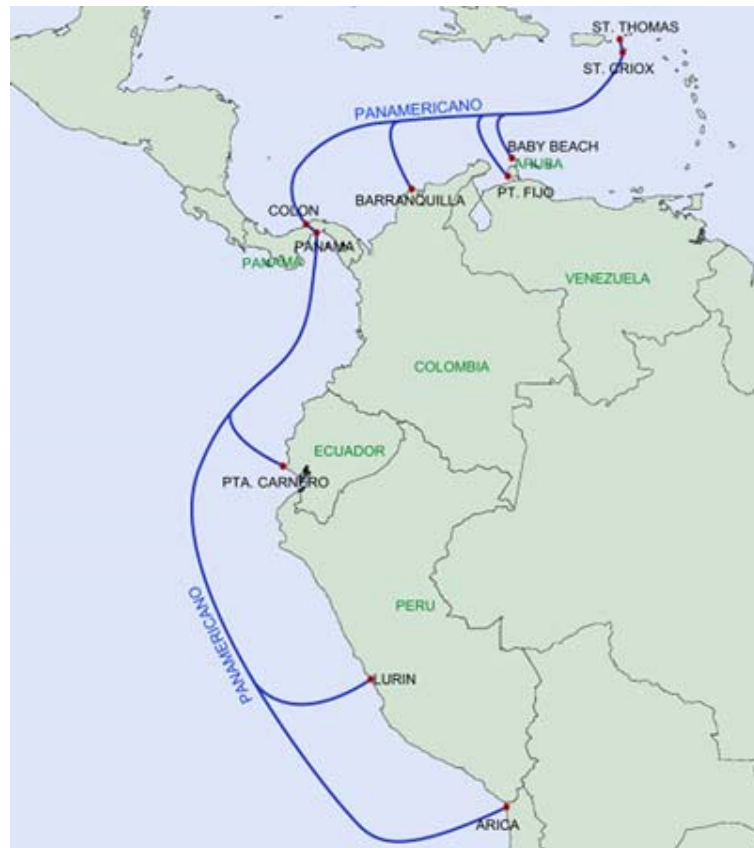 ST. THOMAS
ST. CRIOX
PANAMERICANO
BABY BEACH
ARUBA
PT. FIJO
BARRANQUILLA
COLON
PANAMA
PANAMA
VENEZUELA
COLOMBIA
ECUADOR
PTA. CARNERO
PANAMERICANO
PERU
LURIN
ARICA